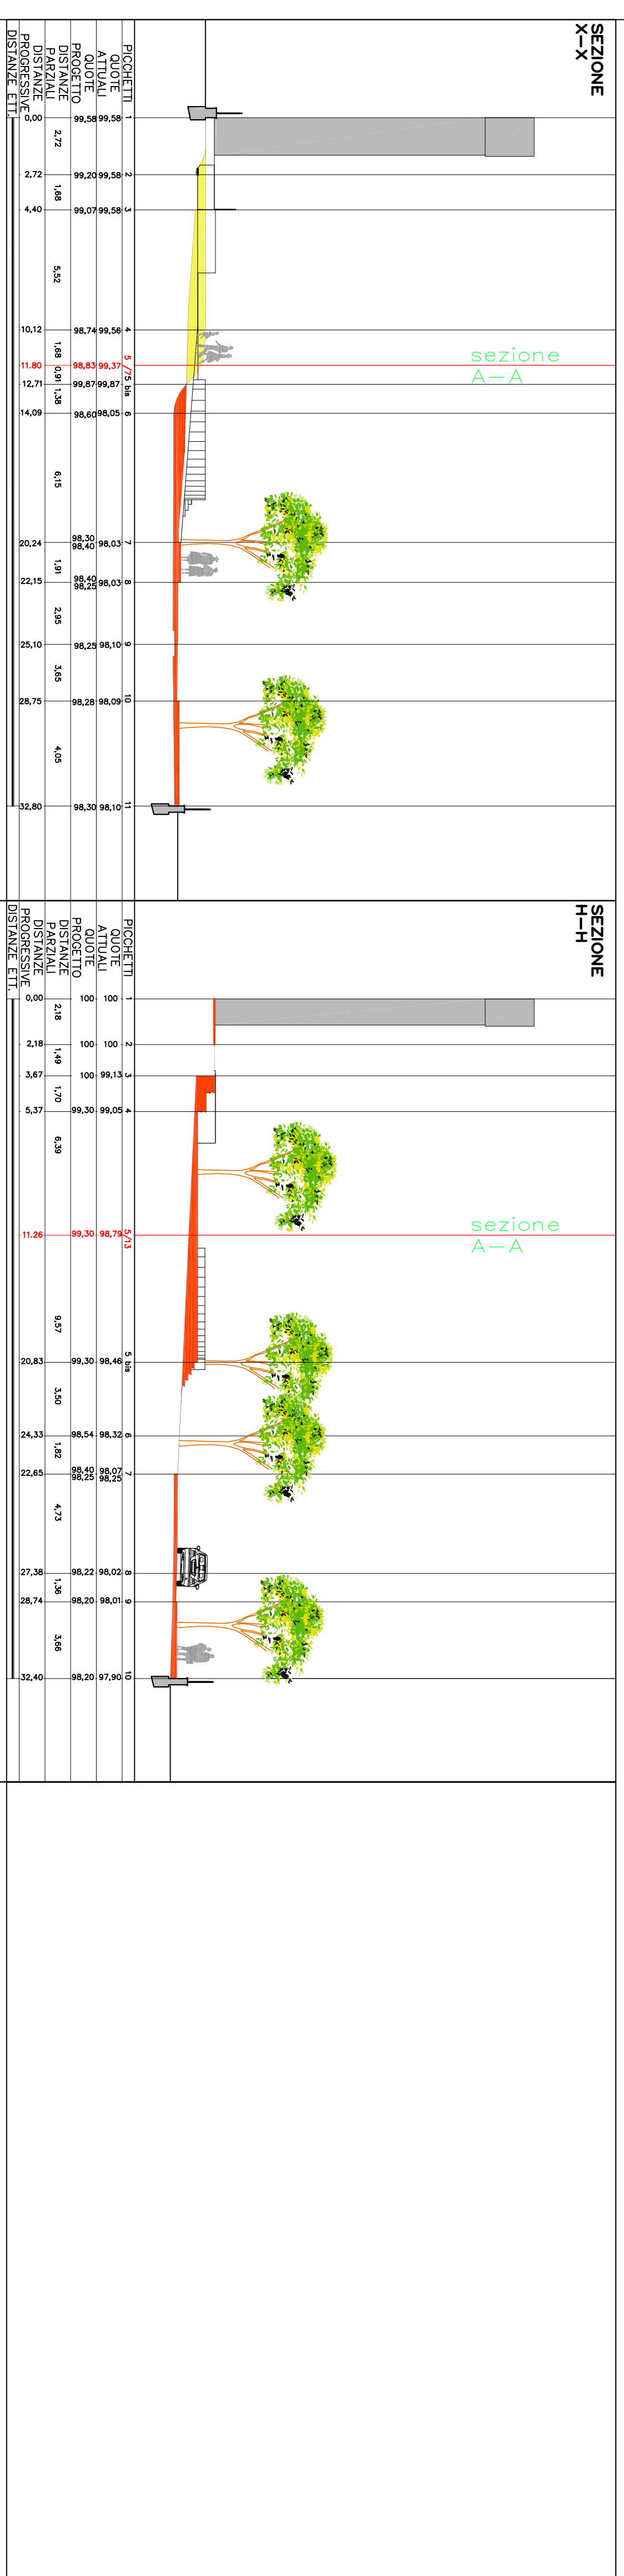 SEZIONE
X-X
sezione
A-A
PICCHETTI 1 2 3 4 5/75 5 bis 6 7 8 9 10 11
QUOTE ATTUALI 99,58 99,58 99,58 99,56 99,37 99,87 98,05 98,03 98,03 98,10 98,09 98,10
QUOTE PROGETTO 99,58 99,20 99,07 98,74 98,83 99,87 98,60 98,30 98,40 98,40 98,25 98,25 98,28 98,30
DISTANZE PARZIALI 2,72 1,68 5,52 1,68 0,91 1,38 6,15 1,91 2,95 3,65 4,05
DISTANZE PROGRESSIVE 0,00 2,72 4,40 10,12 11.80 12,71 14,09 20,24 22,15 25,10 28,75 32,80
DISTANZE ETT.
SEZIONE
H-H
sezione
A-A
PICCHETTI 1 2 3 4 5/13 5 bis 6 7 8 9 10
QUOTE ATTUALI 100 100 99,13 99,05 98,79 98,46 98,32 98,07 98,25 98,02 98,01 97,90
QUOTE PROGETTO 100 100 100 99,30 99,30 99,30 98,54 98,40 98,25 98,22 98,20 98,20
DISTANZE PARZIALI 2,18 1,49 1,70 6,39 9,57 3,50 1,82 4,73 1,36 3,66
DISTANZE PROGRESSIVE 0,00 2,18 3,67 5,37 11.26 20,83 24,33 22,65 27,38 28,74 32,40
DISTANZE ETT.